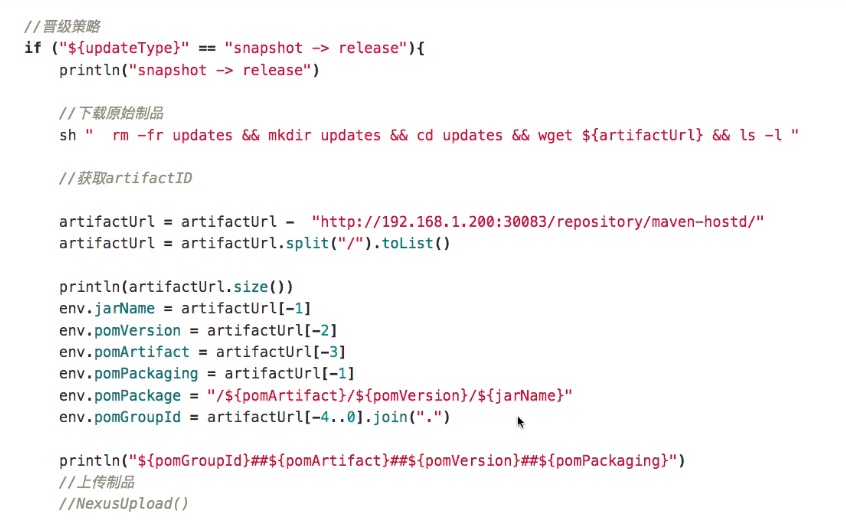 //晋级策略
if ("${updateType}" == "snapshot -> release"){
    println("snapshot -> release")
    //下载原始制品
    sh "  rm -fr updates && mkdir updates && cd updates && wget ${artifactUrl} && ls -l "
    //获取artifactID
    artifactUrl = artifactUrl -  "http://192.168.1.200:30083/repository/maven-hostd/"
    artifactUrl = artifactUrl.split("/").toList()
    println(artifactUrl.size())
    env.jarName = artifactUrl[-1]
    env.pomVersion = artifactUrl[-2]
    env.pomArtifact = artifactUrl[-3]
    env.pomPackaging = artifactUrl[-1]
    env.pomPackage = "/${pomArtifact}/${pomVersion}/${jarName}"
    env.pomGroupId = artifactUrl[-4..0].join(".")
    println("${pomGroupId}##${pomArtifact}##${pomVersion}##${pomPackaging}")
    //上传制品
    //NexusUpload()